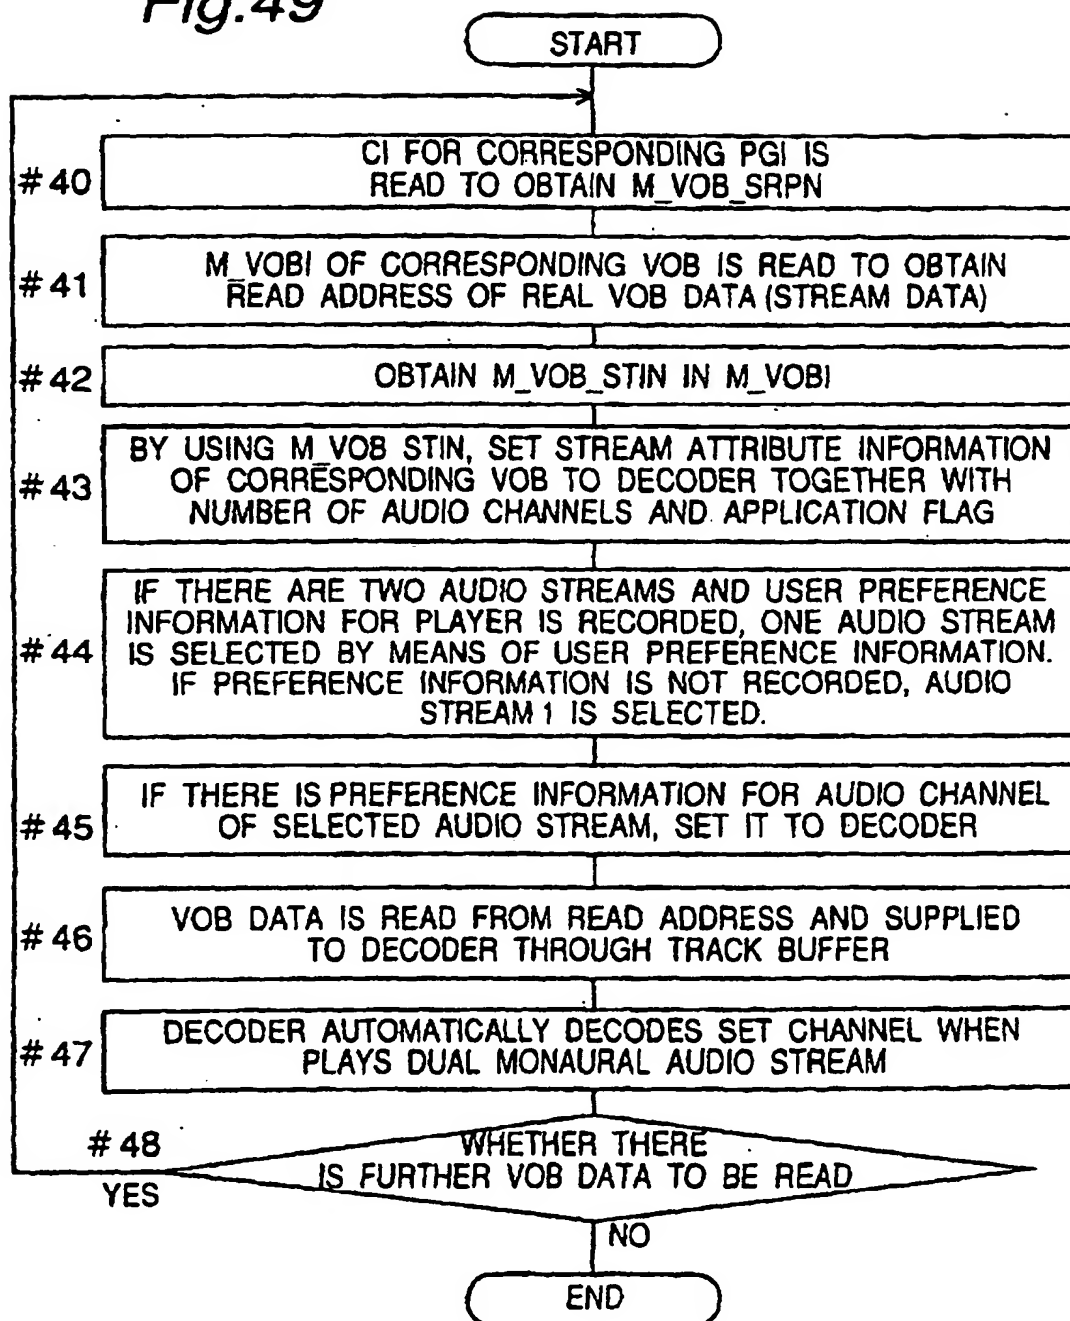 Fig.49
START
#40
CI FOR CORRESPONDING PGI IS
READ TO OBTAIN M_VOB_SRPN
#41
M_VOBI OF CORRESPONDING VOB IS READ TO OBTAIN
READ ADDRESS OF REAL VOB DATA (STREAM DATA)
#42
OBTAIN M_VOB_STIN IN M_VOBI
#43
BY USING M_VOB STIN, SET STREAM ATTRIBUTE INFORMATION
OF CORRESPONDING VOB TO DECODER TOGETHER WITH
NUMBER OF AUDIO CHANNELS AND APPLICATION FLAG
#44
IF THERE ARE TWO AUDIO STREAMS AND USER PREFERENCE
INFORMATION FOR PLAYER IS RECORDED, ONE AUDIO STREAM
IS SELECTED BY MEANS OF USER PREFERENCE INFORMATION.
IF PREFERENCE INFORMATION IS NOT RECORDED, AUDIO
STREAM 1 IS SELECTED.
#45
IF THERE IS PREFERENCE INFORMATION FOR AUDIO CHANNEL
OF SELECTED AUDIO STREAM, SET IT TO DECODER
#46
VOB DATA IS READ FROM READ ADDRESS AND SUPPLIED
TO DECODER THROUGH TRACK BUFFER
#47
DECODER AUTOMATICALLY DECODES SET CHANNEL WHEN
PLAYS DUAL MONAURAL AUDIO STREAM
#48
WHETHER THERE
IS FURTHER VOB DATA TO BE READ
YES
NO
END